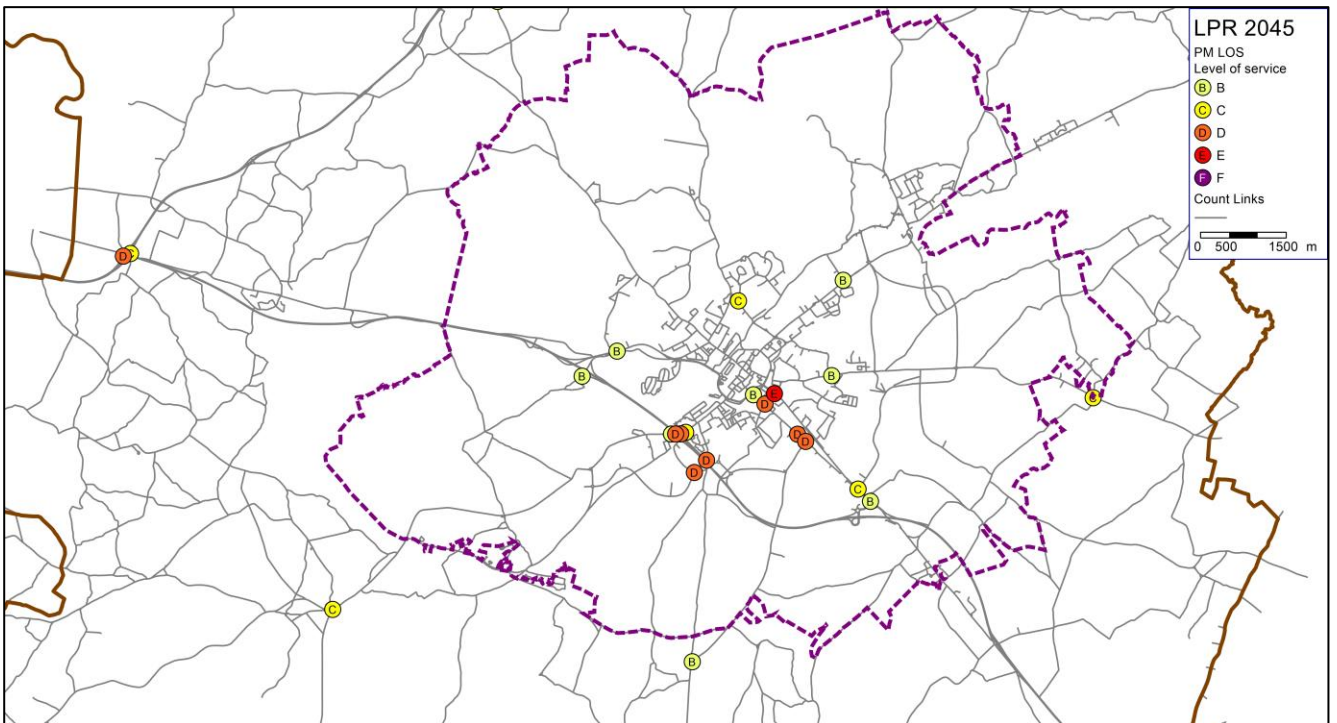 LPR 2045
PM LOS
Level of service
B B
C C
D D
E E
F F
Count Links
0 500 1500 m
D C
C
B
B
B
B
B
E
D
C
D
D
D
D
D
C
B
C
B